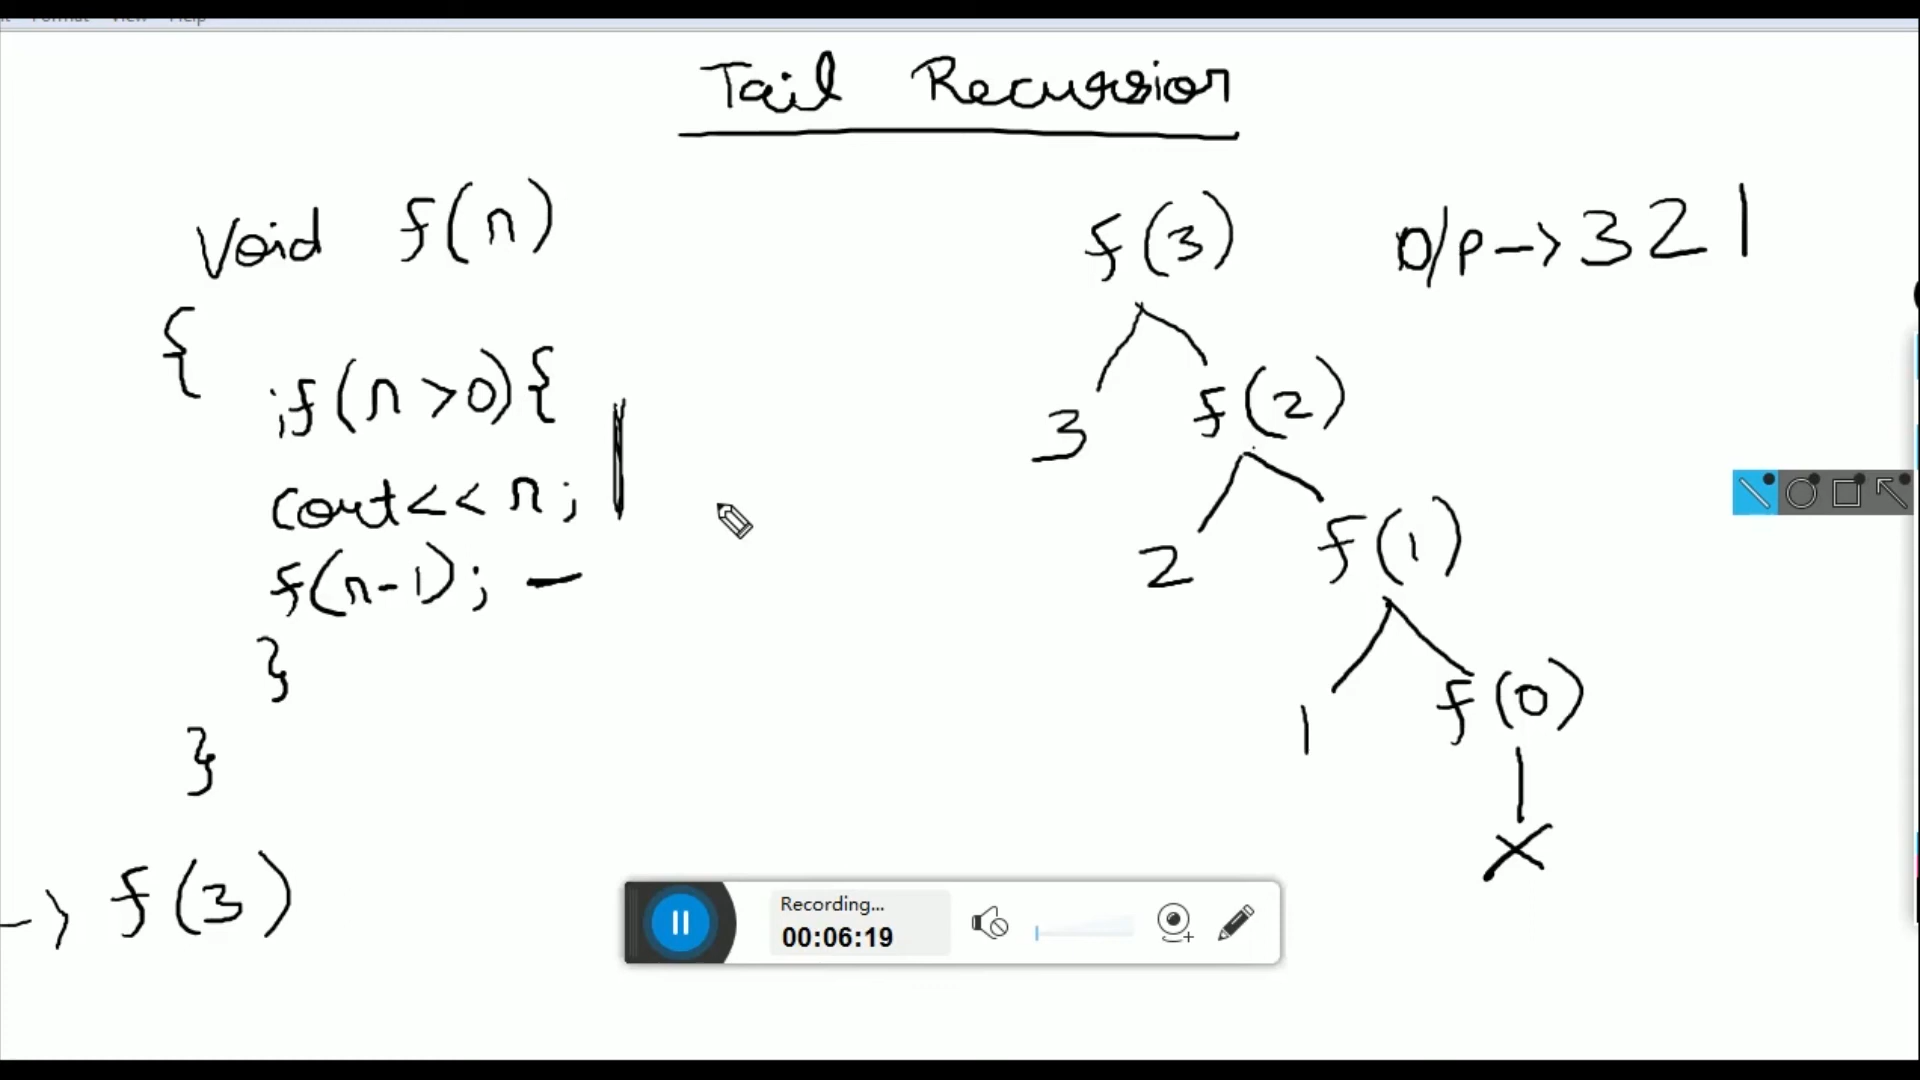 Tail Recursion
Void f(n)
{
if(n>0){
cout<<n;
f(n-1); -
}
}
-> f(3)
f(3)
3 f(2)
2 f(1)
1 f(0)
X
O/P -> 3 2 1
Recording...
00:06:19